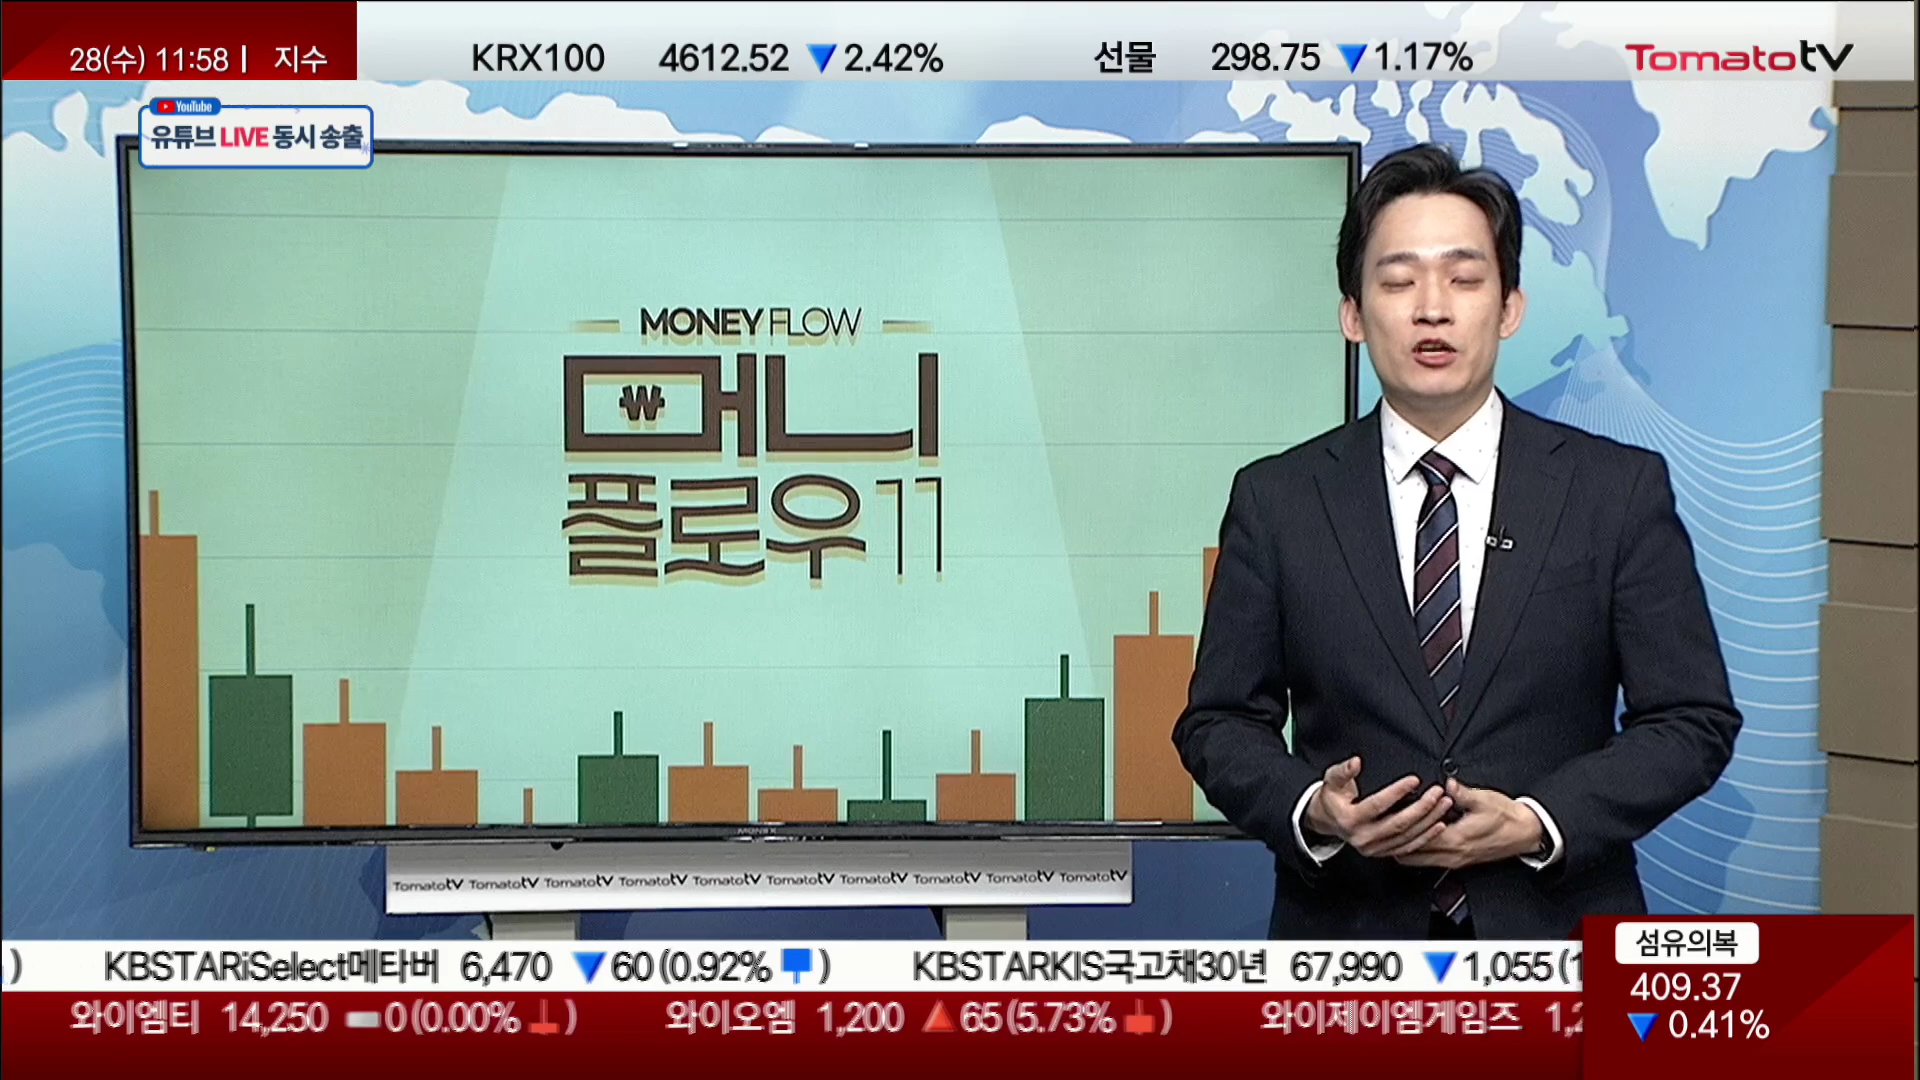 28(수) 11:58 | 지수 KRX100 4612.52 ▼2.42% 선물 298.75 ▼1.17% Tomatotv
YouTube
유튜브 LIVE 동시 송출
MONEY FLOW
머니
플로우 11
MONEX
Tomatotv Tomatotv Tomatotv Tomatotv Tomatotv Tomatotv Tomatotv Tomatotv Tomatotv Tomatotv
) KBSTARiSelect메타버 6,470 ▼60(0.92% ) KBSTARKIS국고채30년 67,990 ▼1,055(1
와이엠티 14,250 0(0.00% ) 와이오엠 1,200 ▲65(5.73% ) 와이제이엠게임즈 1,2
섬유의복
409.37
▼ 0.41%